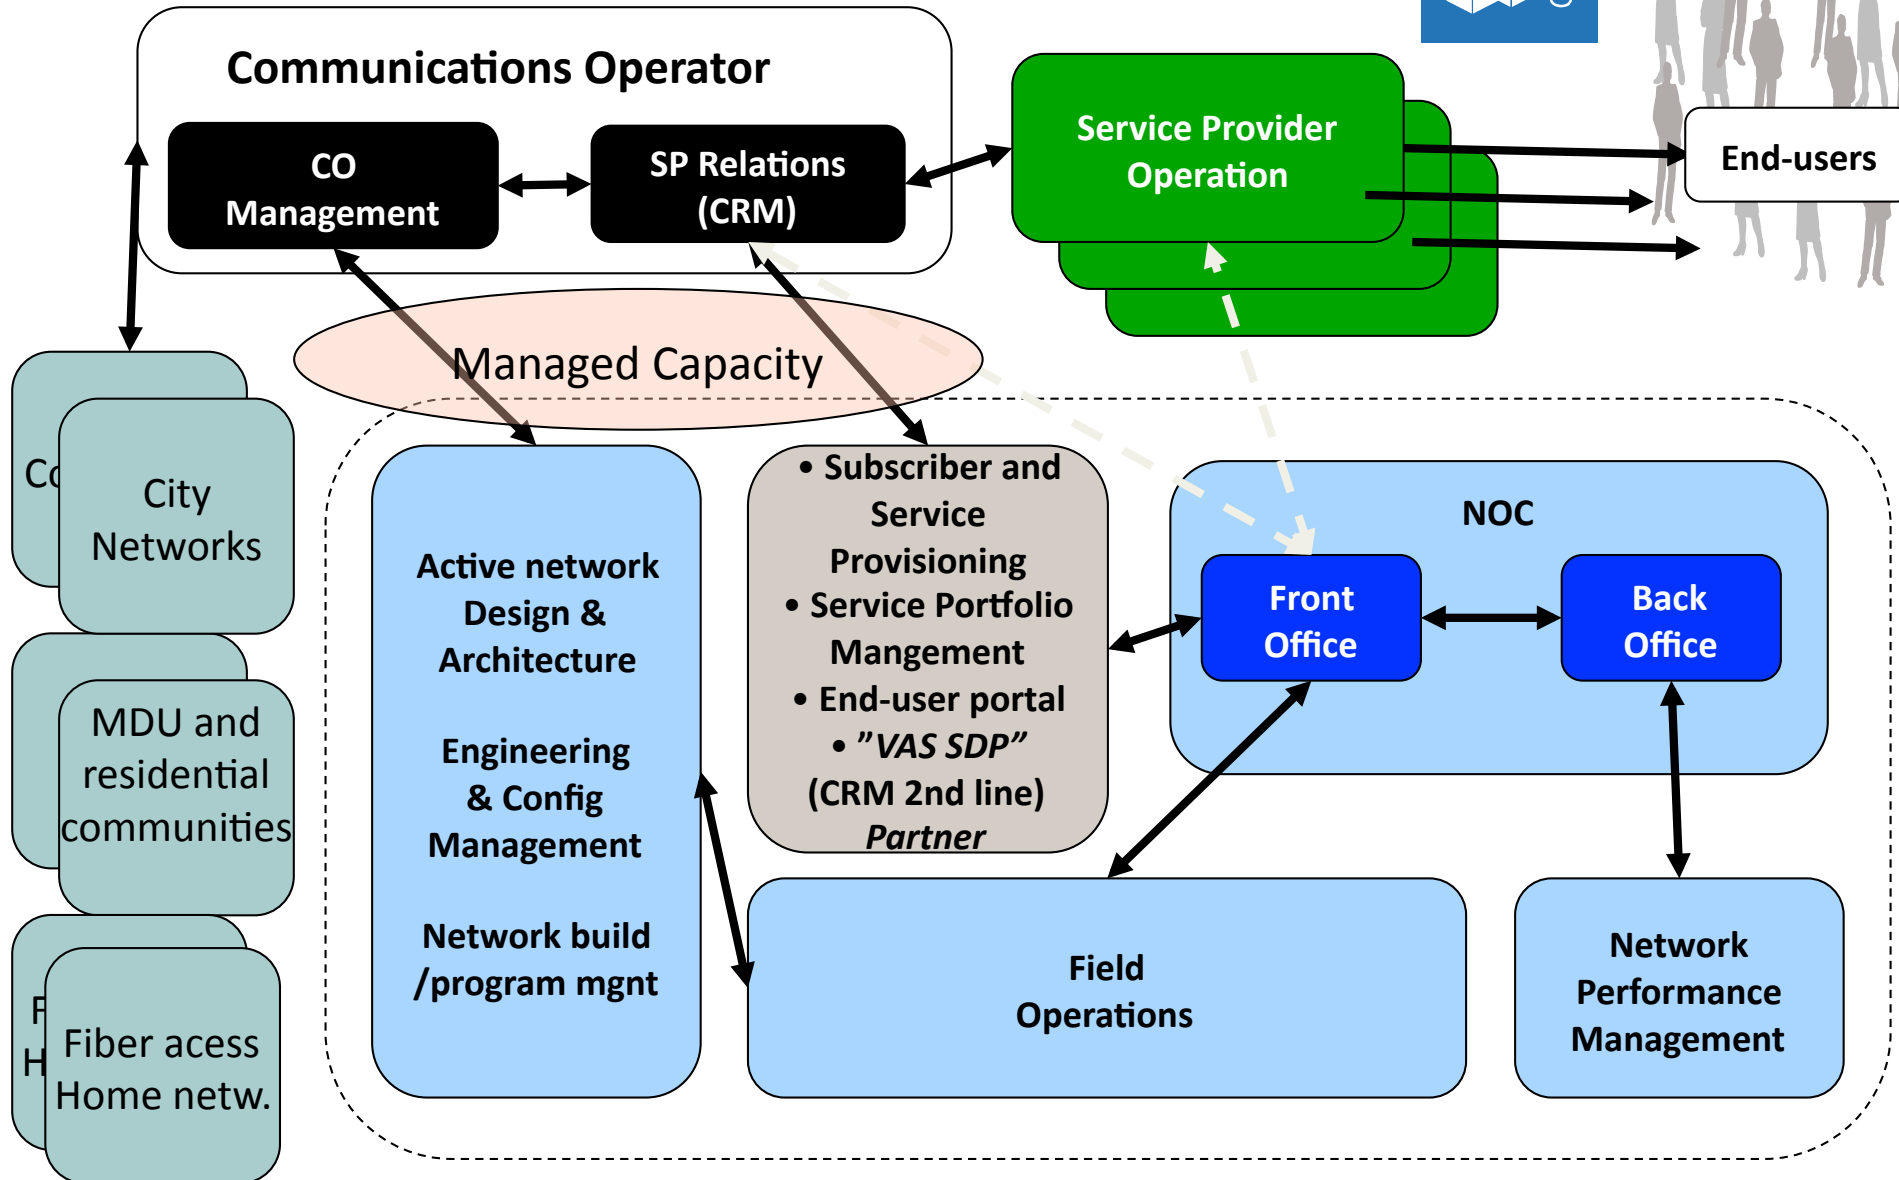 Communications Operator
CO
Management
SP Relations
(CRM)
Service Provider
Operation
End-users
Managed Capacity
City
Networks
MDU and
residential
communities
Fiber acess
Home netw.
Active network
Design &
Architecture
Engineering
& Config
Management
Network build
/program mgnt
• Subscriber and
Service
Provisioning
• Service Portfolio
Mangement
• End-user portal
• ”VAS SDP”
(CRM 2nd line)
Partner
NOC
Front
Office
Back
Office
Field
Operations
Network
Performance
Management